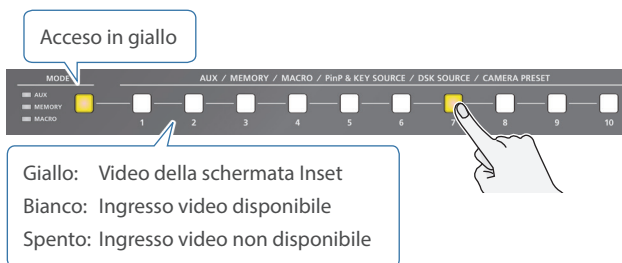 Acceso in giallo
MODE
AUX / MEMORY / MACRO / PinP & KEY SOURCE / DSK SOURCE / CAMERA PRESET
AUX
MEMORY
MACRO
1 2 3 4 5 6 7 8 9 10
Giallo: Video della schermata Inset
Bianco: Ingresso video disponibile
Spento: Ingresso video non disponibile